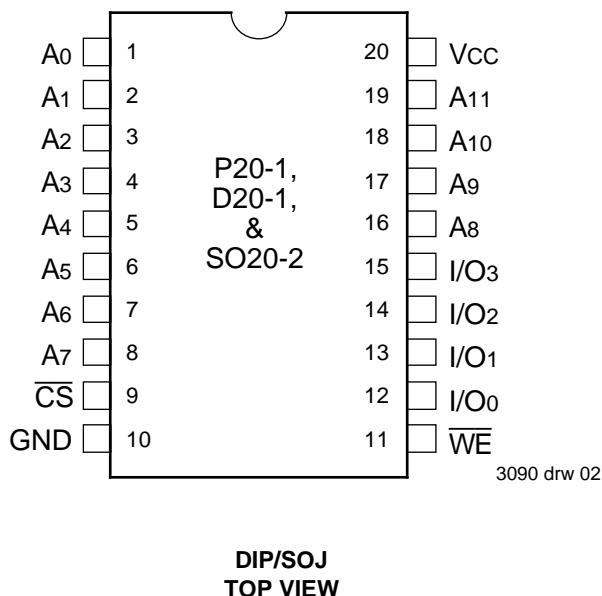 A0 1 20 VCC
A1 2 19 A11
A2 3 18 A10
A3 4 17 A9
A4 5 16 A8
A5 6 15 I/O3
A6 7 14 I/O2
A7 8 13 I/O1
C̅S̅ 9 12 I/O0
GND 10 11 W̅E̅
P20-1,
D20-1,
&
SO20-2
3090 drw 02
DIP/SOJ
TOP VIEW